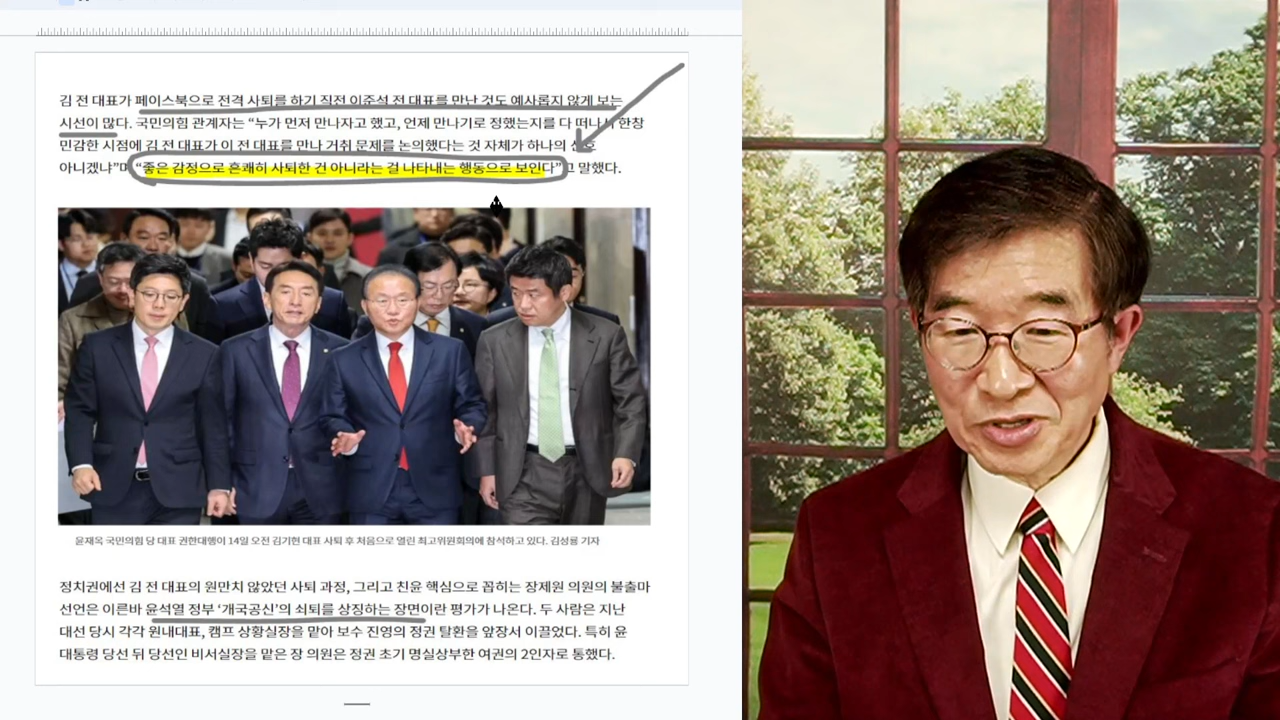 김 전 대표가 페이스북으로 전격 사퇴를 하기 직전 이준석 전 대표를 만난 것도 예사롭지 않게 보는
시선이 많다. 국민의힘 관계자는 “누가 먼저 만나자고 했고, 언제 만나기로 정했는지를 다 떠나서 한창
민감한 시점에 김 전 대표가 이 전 대표를 만나 거취 문제를 논의했다는 것 자체가 하나의 신호
아니겠냐”며 “좋은 감정으로 흔쾌히 사퇴한 건 아니라는 걸 나타내는 행동으로 보인다”고 말했다.
윤재옥 국민의힘 당 대표 권한대행이 14일 오전 김기현 대표 사퇴 후 처음으로 열린 최고위원회의에 참석하고 있다. 김성룡 기자
정치권에선 김 전 대표의 원만치 않았던 사퇴 과정, 그리고 친윤 핵심으로 꼽히는 장제원 의원의 불출마
선언은 이른바 윤석열 정부 ‘개국공신’의 쇠퇴를 상징하는 장면이란 평가가 나온다. 두 사람은 지난
대선 당시 각각 원내대표, 캠프 상황실장을 맡아 보수 진영의 정권 탈환을 앞장서 이끌었다. 특히 윤
대통령 당선 뒤 당선인 비서실장을 맡은 장 의원은 정권 초기 명실상부한 여권의 2인자로 통했다.